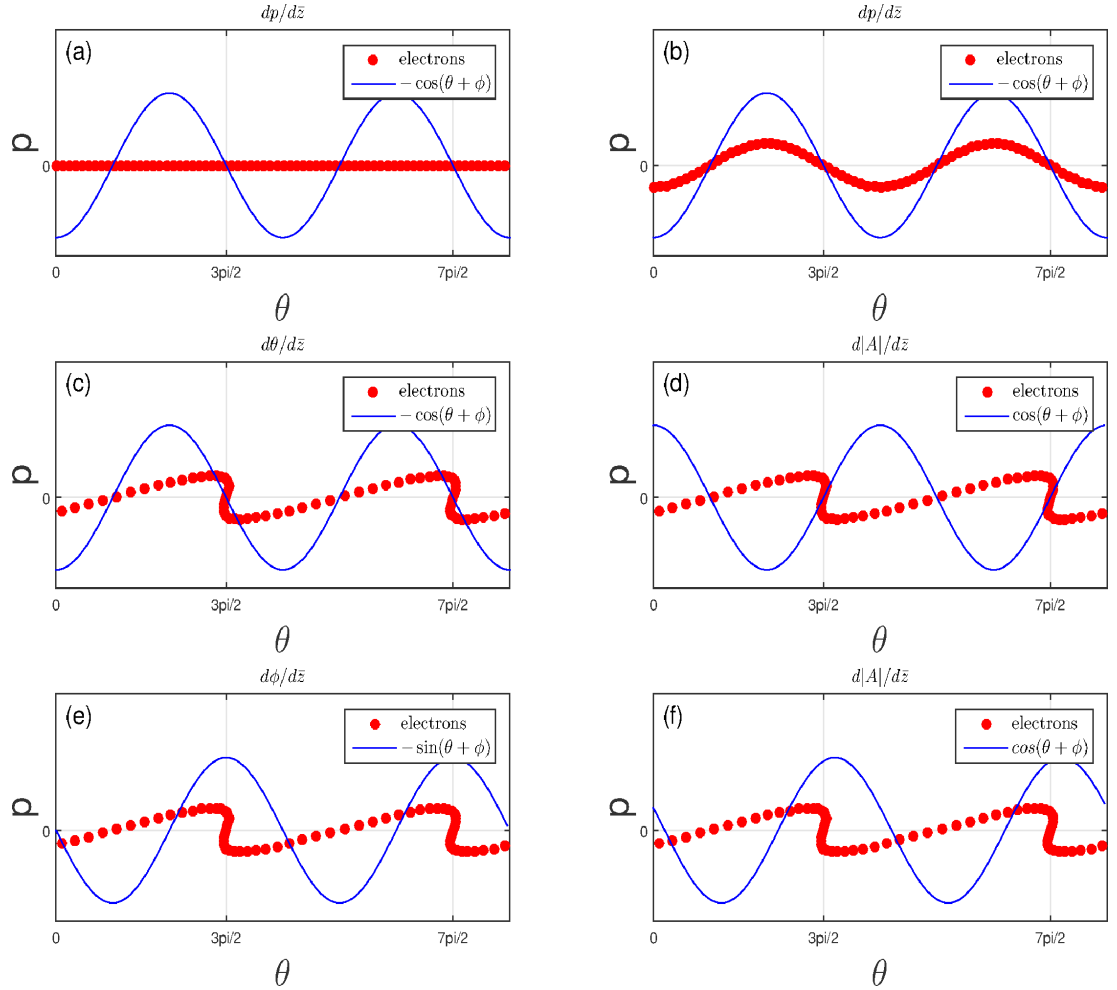 dp/dz̄
(a)
electrons
− cos(θ + ϕ)
p
0
0
3pi/2
7pi/2
θ
dp/dz̄
(b)
electrons
− cos(θ + ϕ)
p
0
0
3pi/2
7pi/2
θ
dθ/dz̄
(c)
electrons
− cos(θ + ϕ)
p
0
0
3pi/2
7pi/2
θ
d|A|/dz̄
(d)
electrons
cos(θ + ϕ)
p
0
0
3pi/2
7pi/2
θ
dϕ/dz̄
(e)
electrons
− sin(θ + ϕ)
p
0
0
3pi/2
7pi/2
θ
d|A|/dz̄
(f)
electrons
cos(θ + ϕ)
p
0
0
3pi/2
7pi/2
θ